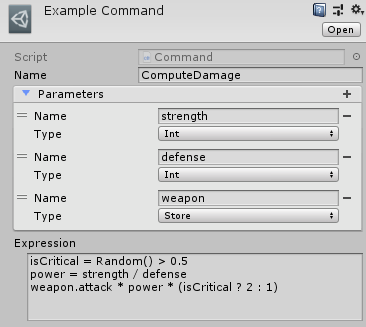 Example Command
Open
Script Command
Name ComputeDamage
Parameters
Name strength
Type Int
Name defense
Type Int
Name weapon
Type Store
Expression
isCritical = Random() > 0.5
power = strength / defense
weapon.attack * power * (isCritical ? 2 : 1)